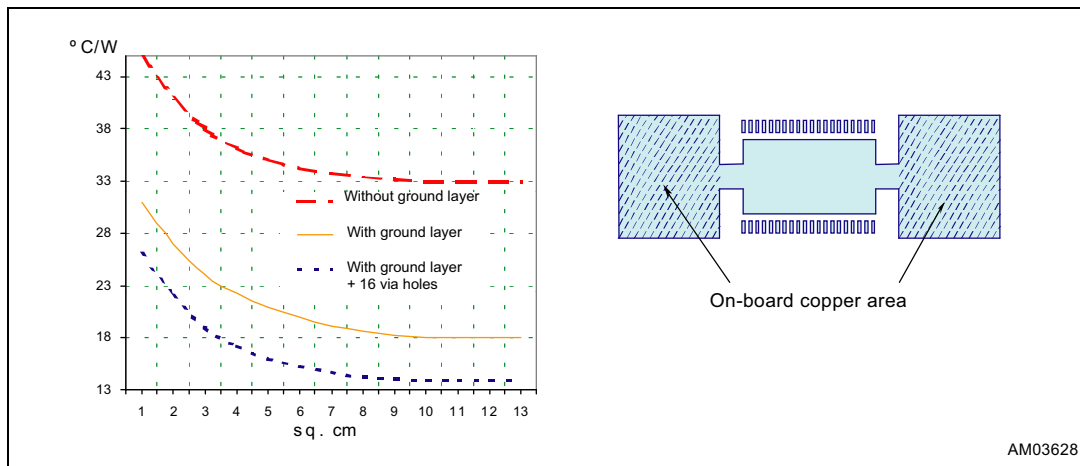 º C/W
43
38
33
28
23
18
13
1 2 3 4 5 6 7 8 9 10 11 12 13
sq. cm
Without ground layer
With ground layer
With ground layer
+ 16 via holes
On-board copper area
AM03628